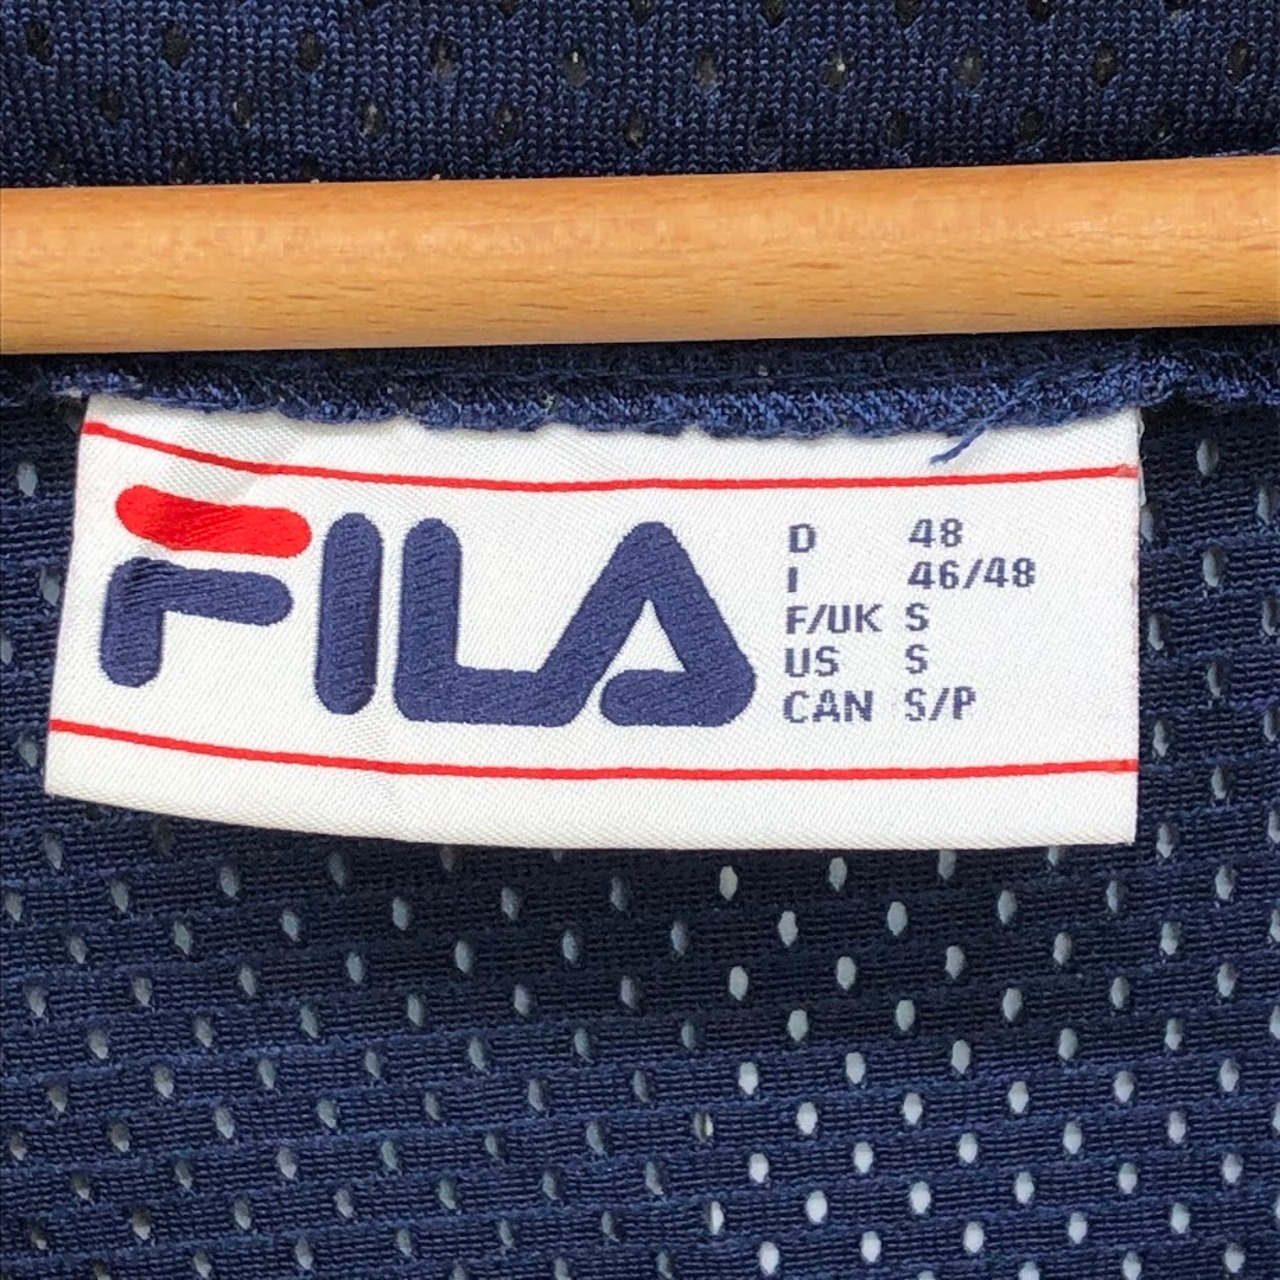 FILA
D 48
I 46/48
F/UK S
US S
CAN S/P